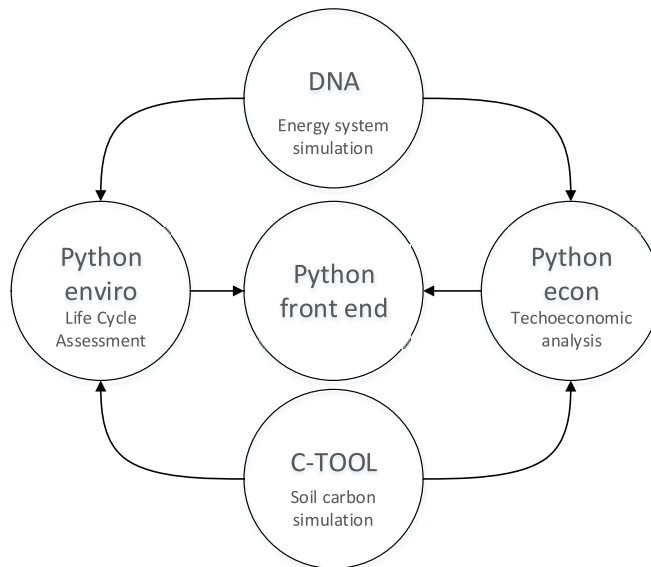 DNA
Energy system
simulation
Python
enviro
Life Cycle
Assessment
Python
front end
Python
econ
Techoeconomic
analysis
C-TOOL
Soil carbon
simulation